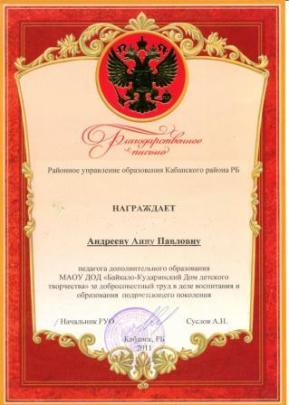 Благодарственное
письмо
Районное управление образования Кабанского района РБ
НАГРАЖДАЕТ
Андрееву Анну Павловну
педагога дополнительного образования
МАОУ ДОД «Байкало-Кударинский Дом детского
творчества» за добросовестный труд в деле воспитания и
образования подрастающего поколения
Начальник РУО Суслов А.Н.
Кабанск, РБ
2011